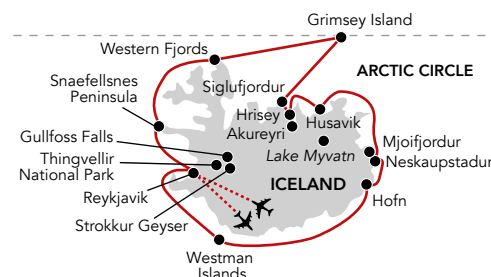 Grimsey Island
Western Fjords
ARCTIC CIRCLE
Siglufjordur
Snaefellsnes
Peninsula
Hrisey
Akureyri
Husavik
Gullfoss Falls
Lake Myvatn
Mjoifjordur
Neskaupstadur
Thingvellir
National Park
Reykjavik
ICELAND
Hofn
Strokkur Geyser
Westman
Islands